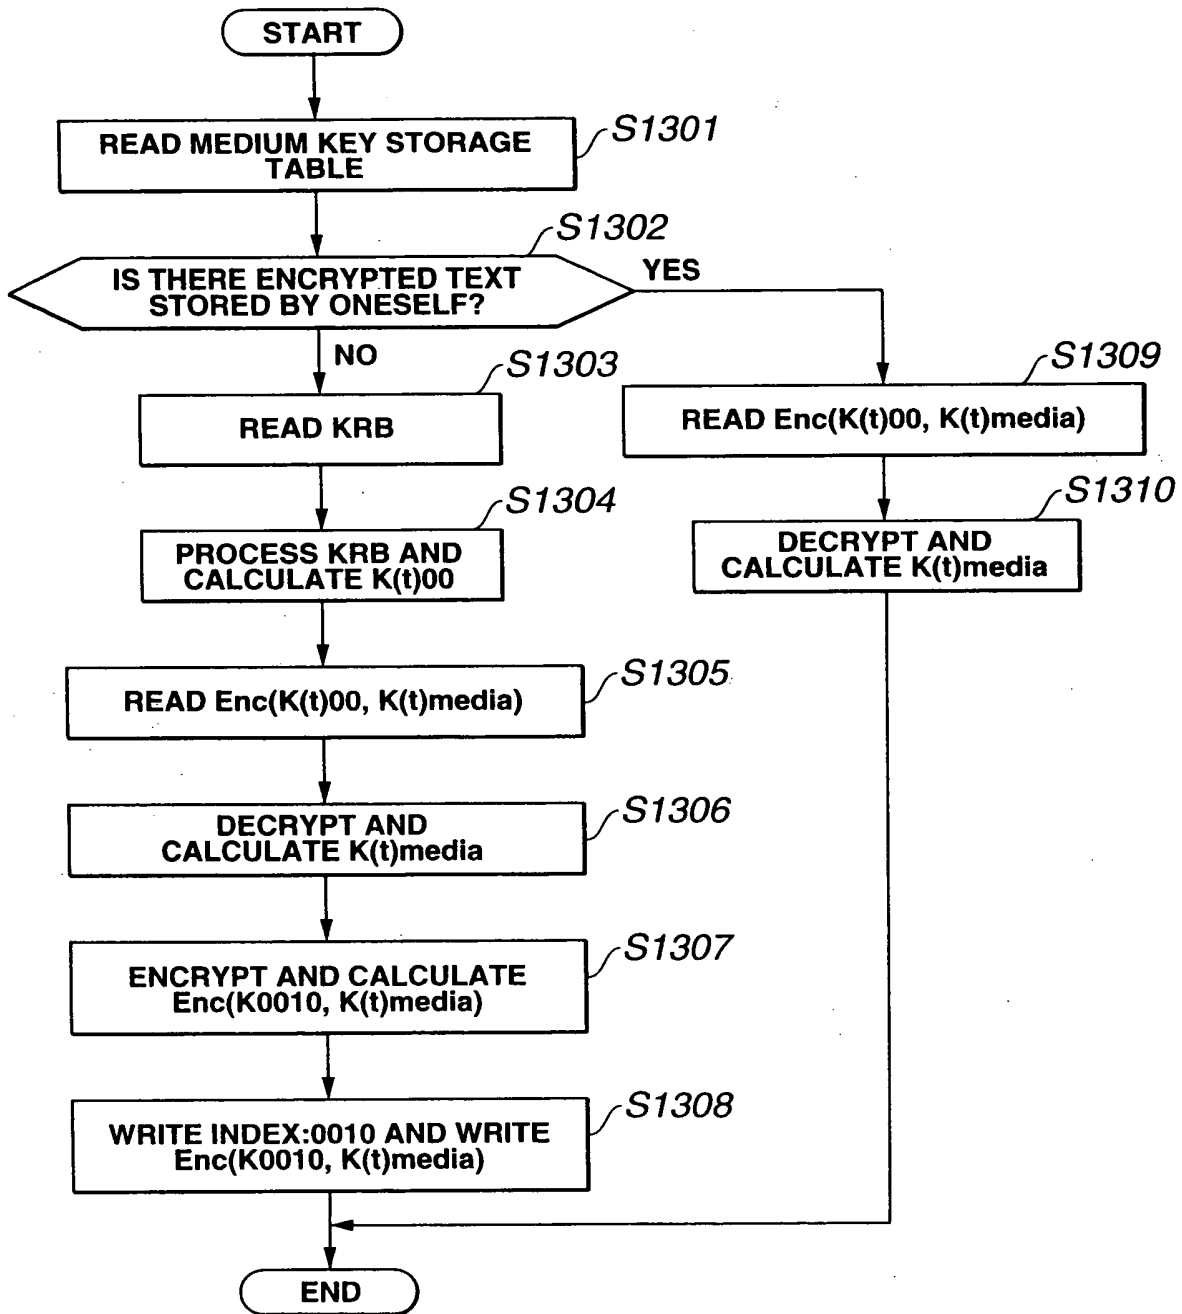 START
READ MEDIUM KEY STORAGE
TABLE
S1301
IS THERE ENCRYPTED TEXT
STORED BY ONESELF?
S1302
YES
NO
READ KRB
S1303
PROCESS KRB AND
CALCULATE K(t)00
S1304
READ Enc(K(t)00, K(t)media)
S1305
DECRYPT AND
CALCULATE K(t)media
S1306
ENCRYPT AND CALCULATE
Enc(K0010, K(t)media)
S1307
WRITE INDEX:0010 AND WRITE
Enc(K0010, K(t)media)
S1308
READ Enc(K(t)00, K(t)media)
S1309
DECRYPT AND
CALCULATE K(t)media
S1310
END